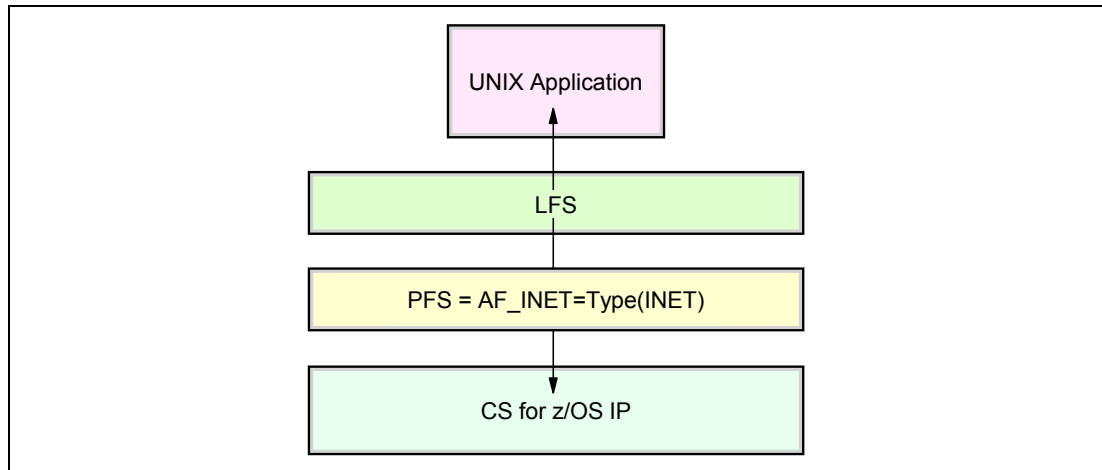 UNIX Application
LFS
PFS = AF_INET=Type(INET)
CS for z/OS IP